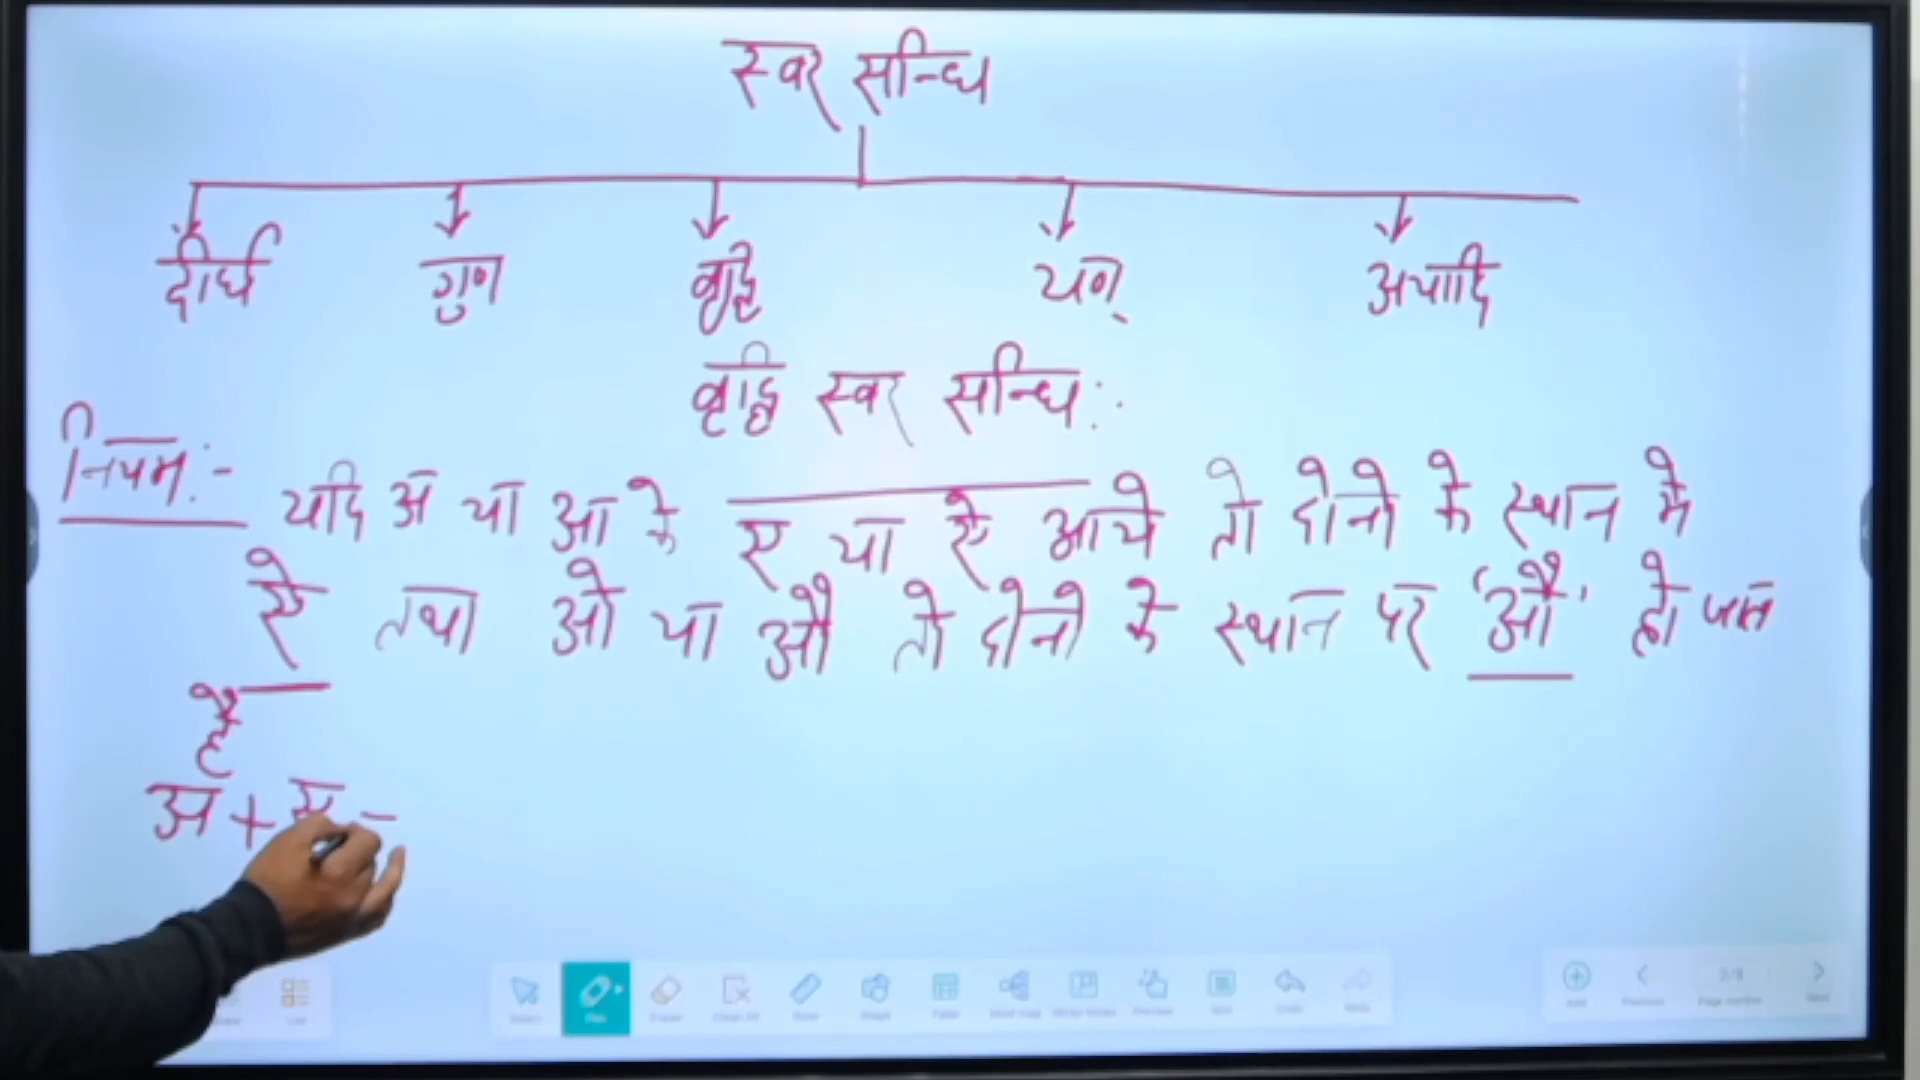 स्वर सन्धि
दीर्घ गुण वृद्धि यण् अयादि
वृद्धि स्वर सन्धि:
नियम:- यदि अ या आ के ए या ऐ आये तो दोनो के स्थान मे
ऐ तथा ओ या औ तो दोनो के स्थान पर 'औ' हो जाता
है
अ + ए -